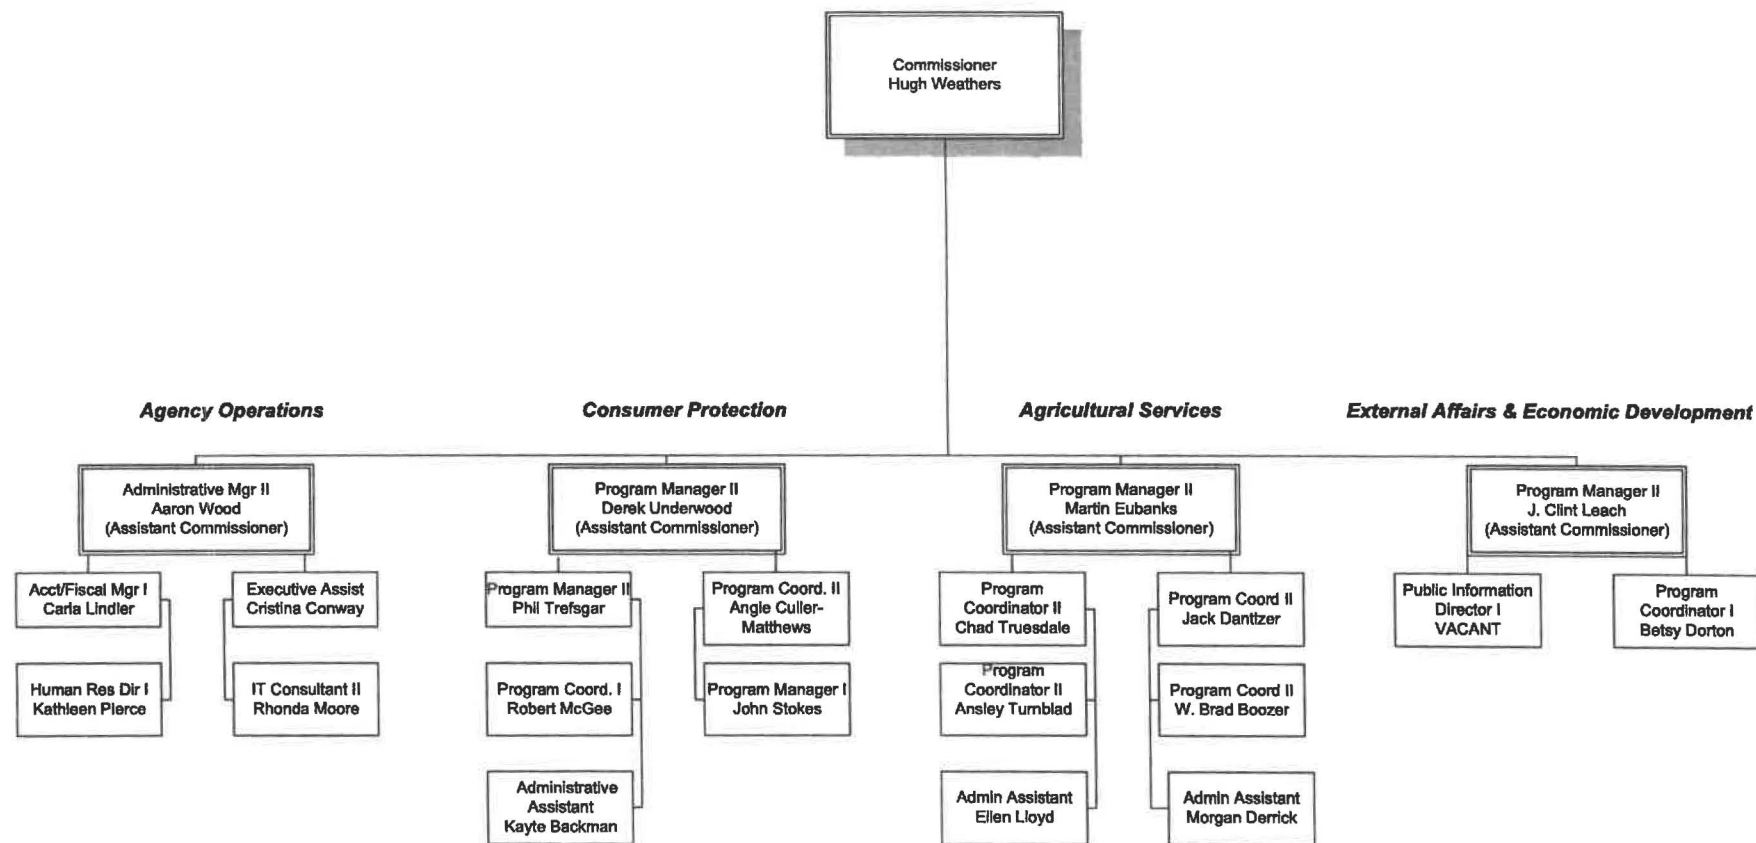 Commissioner
Hugh Weathers
Agency Operations
Consumer Protection
Agricultural Services
External Affairs & Economic Development
Administrative Mgr II
Aaron Wood
(Assistant Commissioner)
Program Manager II
Derek Underwood
(Assistant Commissioner)
Program Manager II
Martin Eubanks
(Assistant Commissioner)
Program Manager II
J. Clint Leach
(Assistant Commissioner)
Acct/Fiscal Mgr I
Carla Lindler
Executive Assist
Cristina Conway
Program Manager II
Phil Trefsgar
Program Coord. II
Angie Culler-
Matthews
Program
Coordinator II
Chad Truesdale
Program Coord II
Jack Dantzer
Public Information
Director I
VACANT
Program
Coordinator I
Betsy Dorton
Human Res Dir I
Kathleen Pierce
IT Consultant II
Rhonda Moore
Program Coord. I
Robert McGee
Program Manager I
John Stokes
Program
Coordinator II
Ansley Turnblad
Program Coord II
W. Brad Boozer
Administrative
Assistant
Kayte Backman
Admin Assistant
Ellen Lloyd
Admin Assistant
Morgan Derrick